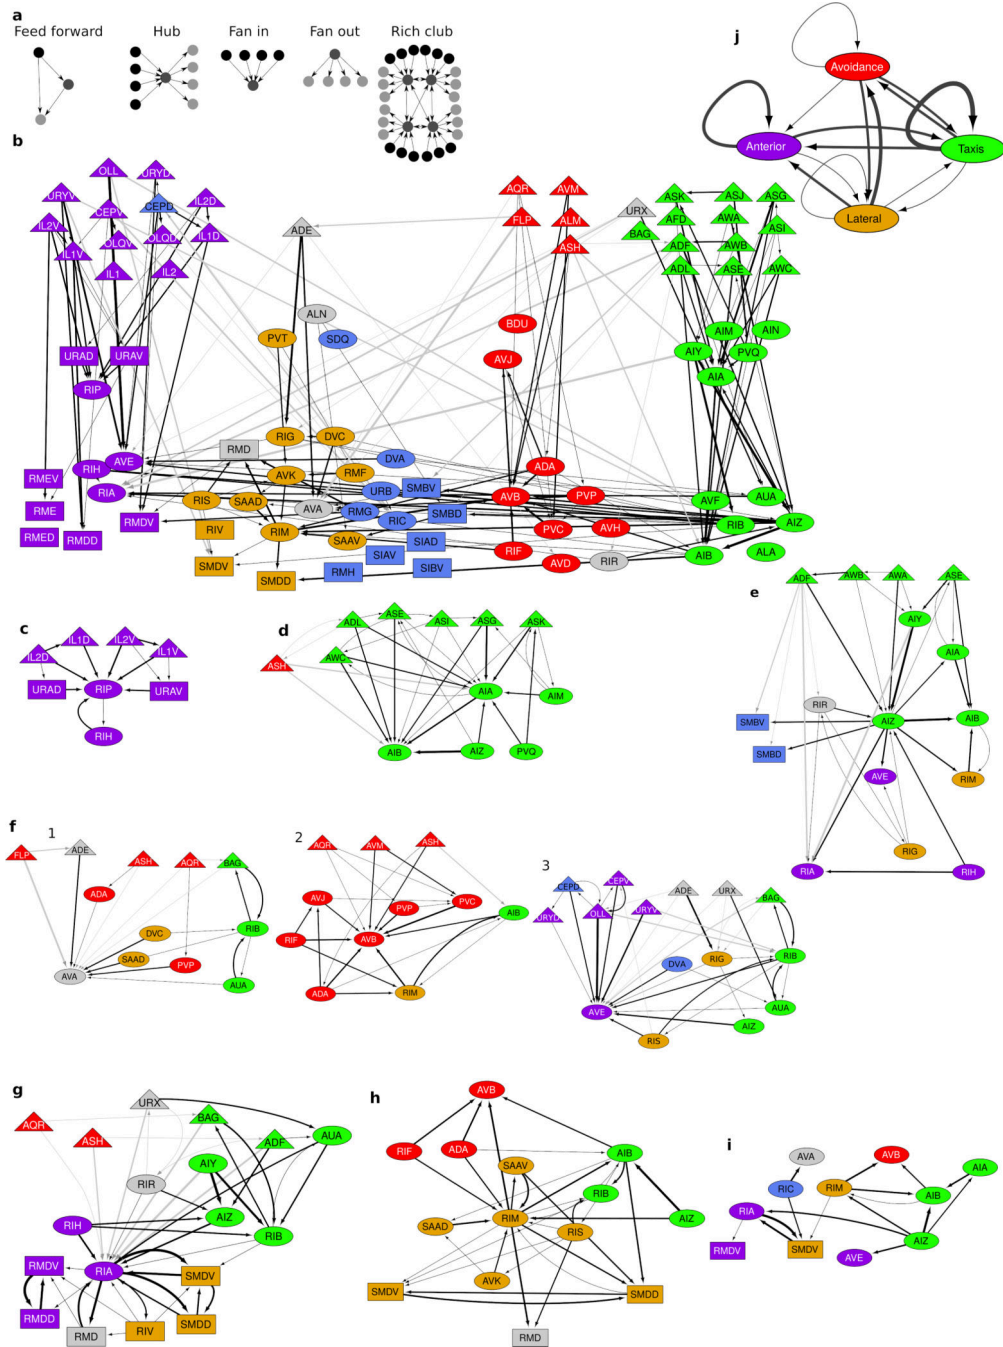 a
Feed forward
Hub
Fan in
Fan out
Rich club
j
Avoidance
Anterior
Taxis
Lateral
b
OLL
URYD
URYV
CEPV
CEPD
IL2D
IL2V
OLQV
OLQD
IL1D
IL1V
IL1
IL2
ADE
AQR
AVM
FLP
ALM
ASH
URX
BAG
ASK
ASJ
ASG
AFD
AWA
ASI
ADF
AWB
ADL
ASE
AWC
ALN
PVT
SDQ
BDU
AVJ
AIM
AIN
AIY
PVQ
AIA
URAD
URAV
RIP
RIG
DVC
RMD
DVA
RIH
AVE
RIA
AVK
RMF
ADA
RMEV
RME
RMED
RMDD
RMDV
RIS
SAAD
AVA
URB
SMBV
RMG
RIC
SMBD
AVB
PVP
AVF
AUA
RIV
RIM
SAAV
SIAV
SIAD
SIBV
RMH
SMDV
SMDD
PVC
AVH
RIF
AVD
RIR
RIB
AIZ
AIB
ALA
c
IL1D
IL2V
IL2D
IL1V
URAD
RIP
URAV
RIH
d
ADL
ASE
ASI
ASG
ASK
ASH
AWC
AIA
AIM
AIB
AIZ
PVQ
e
ADF
AWB
AWA
ASE
AIY
AIA
RIR
SMBV
AIZ
AIB
SMBD
AVE
RIM
RIG
RIA
RIH
f
1
FLP
ADE
ASH
AQR
BAG
ADA
DVC
RIB
SAAD
PVP
AVA
AUA
2
AQR
AVM
ASH
AVJ
PVP
PVC
AIB
RIF
AVB
ADA
RIM
3
CEPD
CEPV
URYD
OLL
URYV
ADE
URX
BAG
DVA
RIG
RIB
AVE
AIZ
AUA
RIS
g
AQR
ASH
URX
BAG
ADF
AUA
AIY
RIR
RIH
AIZ
RIB
RMDV
RIA
SMDV
RMDD
RMD
RIV
SMDD
h
AVB
RIF
ADA
SAAV
AIB
RIB
SAAD
RIM
RIS
AIZ
AVK
SMDV
SMDD
RMD
i
AVA
AVB
AIA
RIC
RIM
AIB
RIA
RMDV
SMDV
AVE
AIZ